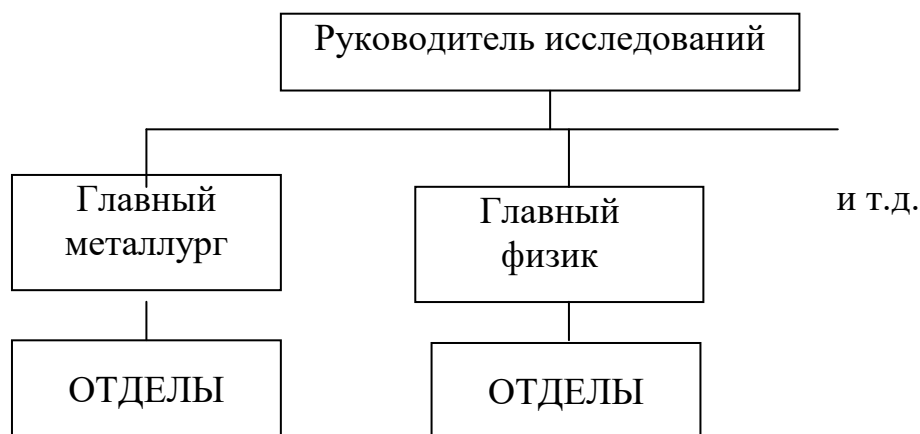 Руководитель исследований
Главный
металлург
Главный
физик
и т.д.
ОТДЕЛЫ
ОТДЕЛЫ